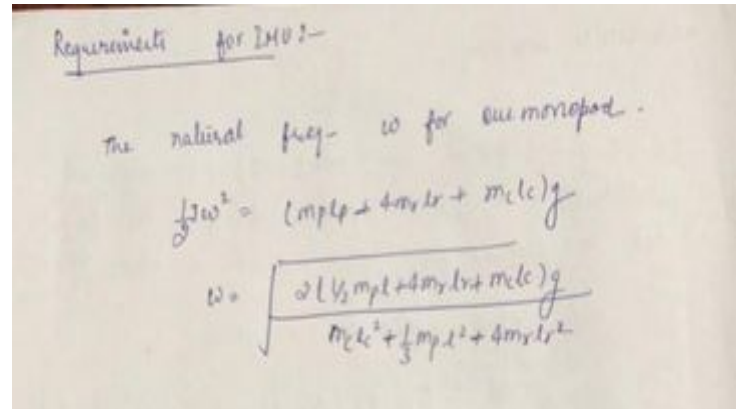 Requirements for IMU:-
The natural freq- ω for our monopod.
½Jω² = (mplp + 4mrlr + mclc)g
ω = √(2(½mpl + 4mrlr + mclc)g / (mclc² + ⅓mpl² + 4mrlr²))